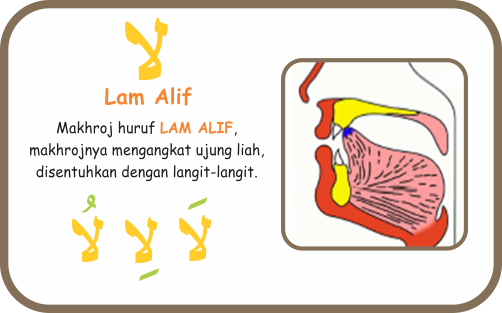 لا
Lam Alif
Makhroj huruf LAM ALIF,
makhrojnya mengangkat ujung liah,
disentuhkan dengan langit-langit.
لَا لِا لُا